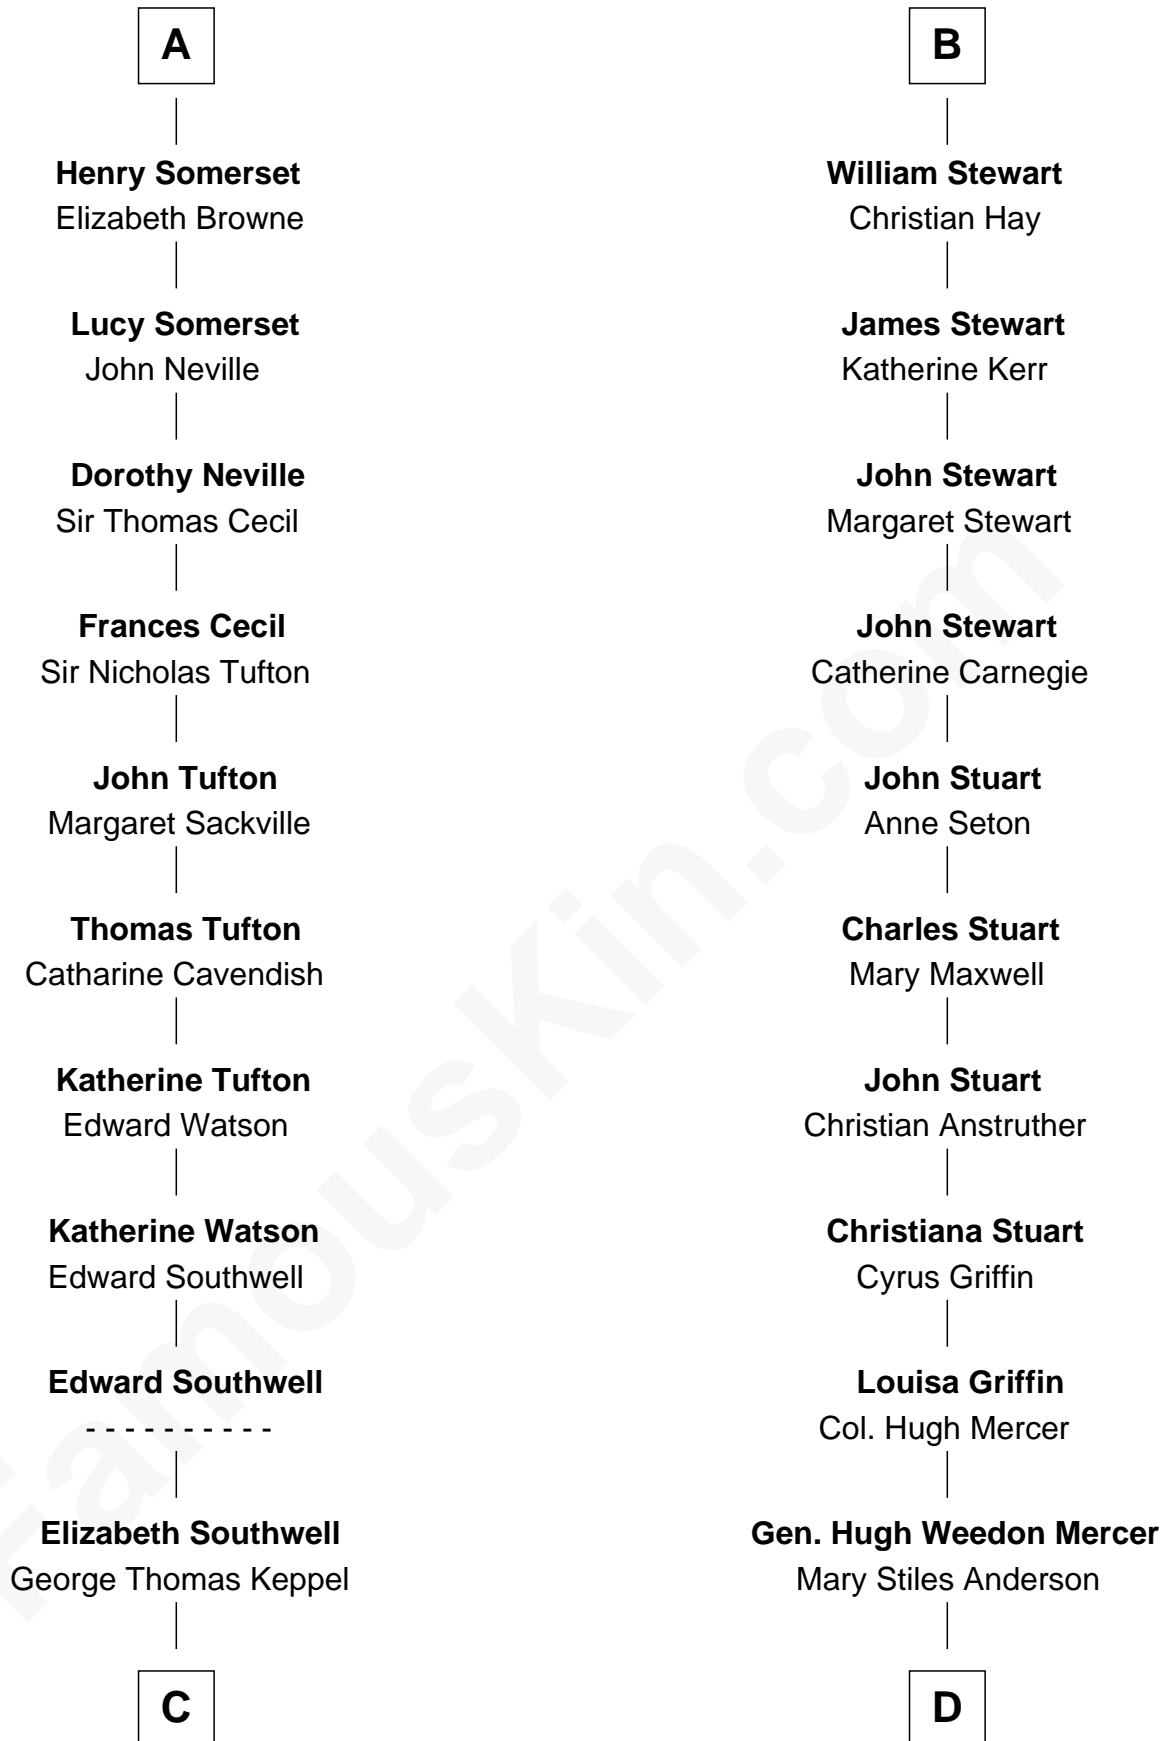 A
B
Henry Somerset
Elizabeth Browne
William Stewart
Christian Hay
Lucy Somerset
John Neville
James Stewart
Katherine Kerr
Dorothy Neville
Sir Thomas Cecil
John Stewart
Margaret Stewart
Frances Cecil
Sir Nicholas Tufton
John Stewart
Catherine Carnegie
John Tufton
Margaret Sackville
John Stuart
Anne Seton
Thomas Tufton
Catharine Cavendish
Charles Stuart
Mary Maxwell
Katherine Tufton
Edward Watson
John Stuart
Christian Anstruther
Katherine Watson
Edward Southwell
Christiana Stuart
Cyrus Griffin
Edward Southwell
- - - - - - - - - -
Louisa Griffin
Col. Hugh Mercer
Elizabeth Southwell
George Thomas Keppel
Gen. Hugh Weedon Mercer
Mary Stiles Anderson
C
D
FamousKin.com